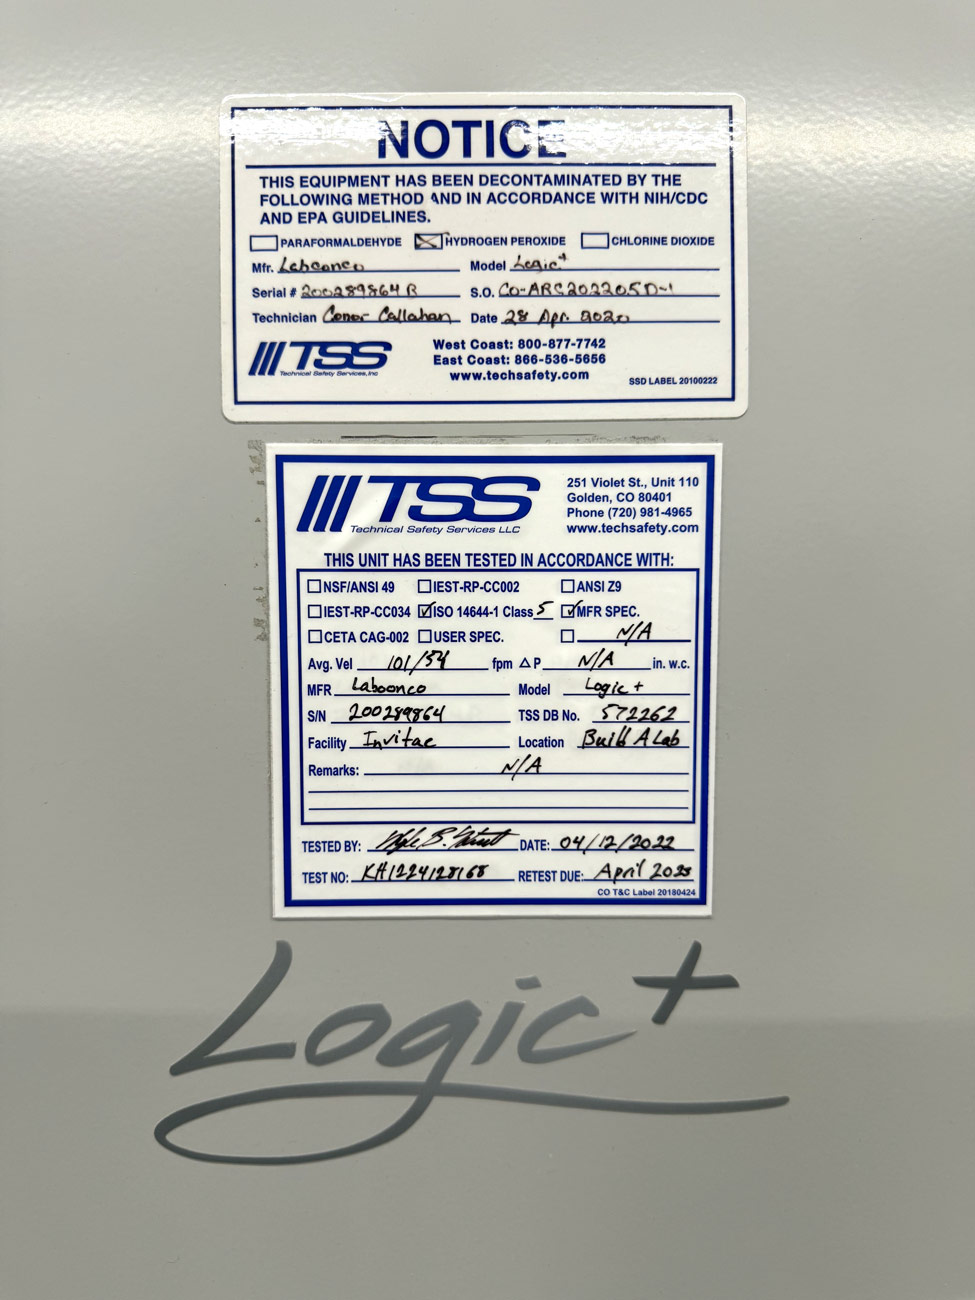 NOTICE
THIS EQUIPMENT HAS BEEN DECONTAMINATED BY THE
FOLLOWING METHOD AND IN ACCORDANCE WITH NIH/CDC
AND EPA GUIDELINES.
PARAFORMALDEHYDE HYDROGEN PEROXIDE CHLORINE DIOXIDE
Mfr. Labconco Model Logic+
Serial # 200289864 B S.O. CO-ARC202205D-1
Technician Conor Callahan Date 28 Apr. 2020
TSS
Technical Safety Services, Inc
West Coast: 800-877-7742
East Coast: 866-536-5656
www.techsafety.com
SSD LABEL 20100222
TSS
Technical Safety Services LLC
251 Violet St., Unit 110
Golden, CO 80401
Phone (720) 981-4965
www.techsafety.com
THIS UNIT HAS BEEN TESTED IN ACCORDANCE WITH:
NSF/ANSI 49 IEST-RP-CC002 ANSI Z9
IEST-RP-CC034 ISO 14644-1 Class 5 MFR SPEC.
CETA CAG-002 USER SPEC. N/A
Avg. Vel 101/54 fpm Δ P N/A in. w.c.
MFR Labconco Model Logic +
S/N 200289864 TSS DB No. 572262
Facility Invitae Location Build A Lab
Remarks: N/A
TESTED BY: DATE: 04/12/2022
TEST NO: KH1224128168 RETEST DUE: April 2023
CO T&C Label 20180424
Logic+